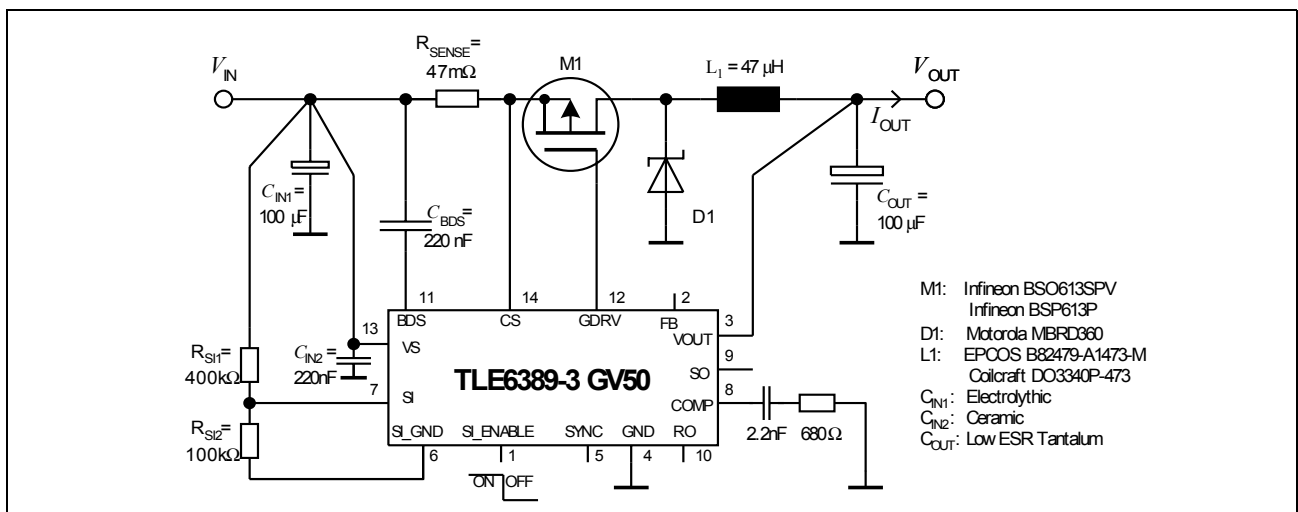 R_SENSE=
47mΩ
M1
L₁ = 47 µH
V_IN
V_OUT
I_OUT
C_IN1=
100 µF
C_BDS=
220 nF
D1
C_OUT =
100 µF
11
14
12
2
13
BDS
CS
GDRV
FB
3
VOUT
VS
R_SI1=
400kΩ
C_IN2=
220nF
TLE6389-3 GV50
9
SO
7
SI
8
COMP
R_SI2=
100kΩ
SI_GND
SI_ENABLE
SYNC
GND
RO
2.2nF
680Ω
6
1
5
4
10
ON
OFF
M1: Infineon BSO613SPV
Infineon BSP613P
D1: Motorola MBRD360
L1: EPCOS B82479-A1473-M
Coilcraft DO3340P-473
C_IN1: Electrolythic
C_IN2: Ceramic
C_OUT: Low ESR Tantalum